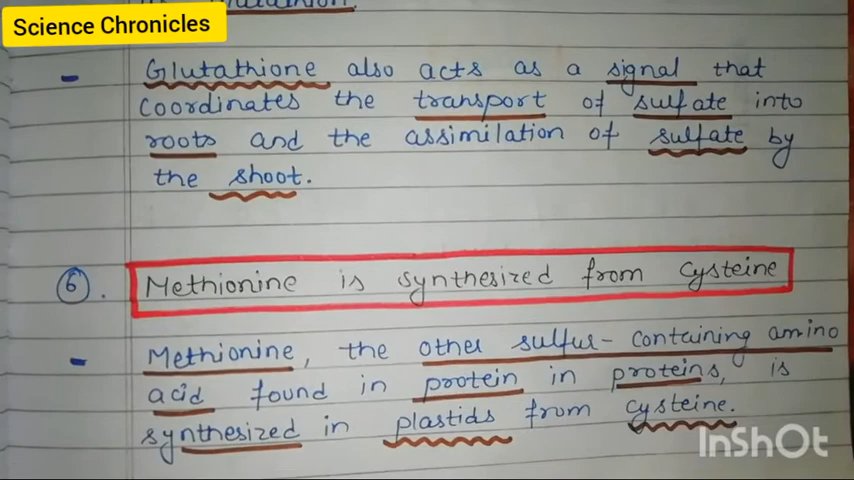 Science Chronicles
- Glutathione also acts as a signal that
coordinates the transport of sulfate into
roots and the assimilation of sulfate by
the shoot.
6. Methionine is synthesized from cysteine
- Methionine, the other sulfur-containing amino
acid found in protein in proteins, is
synthesized in plastids from cysteine.
InShOt